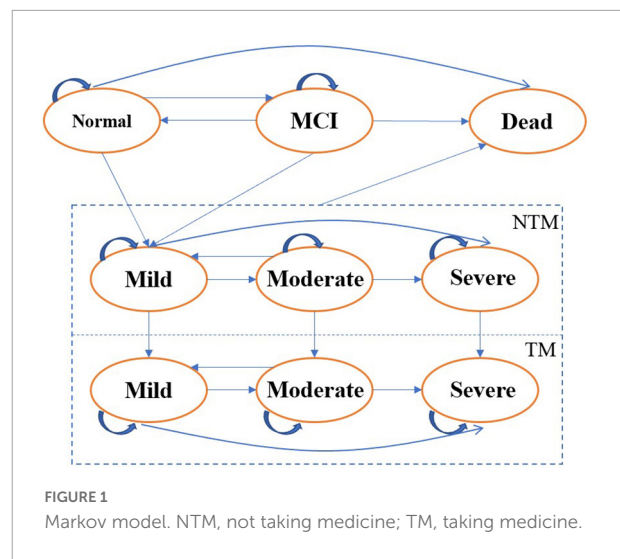 Normal
MCI
Dead
NTM
Mild
Moderate
Severe
TM
Mild
Moderate
Severe
FIGURE 1
Markov model. NTM, not taking medicine; TM, taking medicine.